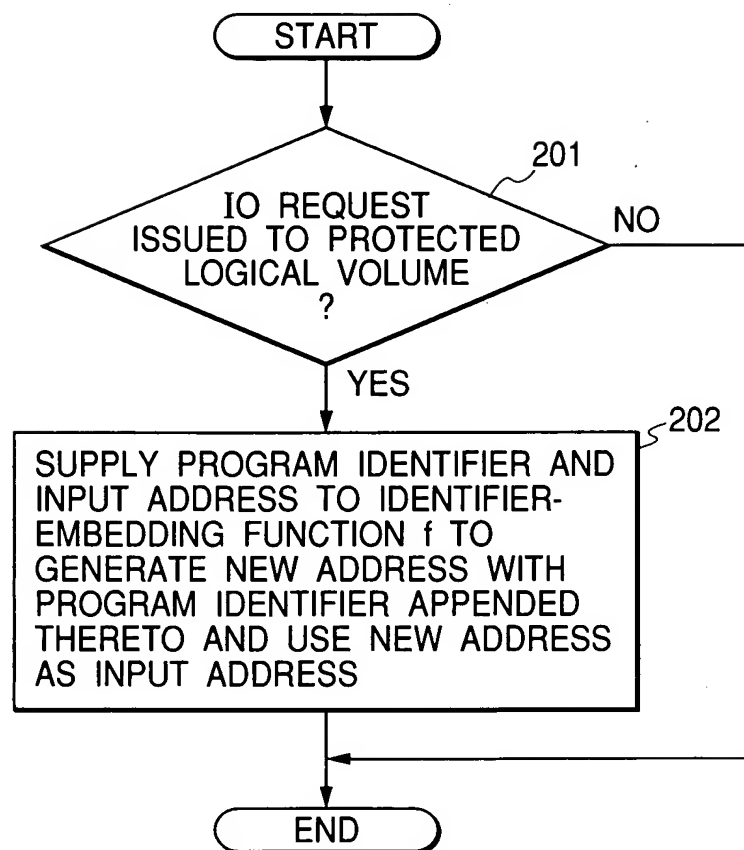 START
201
IO REQUEST
ISSUED TO PROTECTED
LOGICAL VOLUME
?
NO
YES
202
SUPPLY PROGRAM IDENTIFIER AND
INPUT ADDRESS TO IDENTIFIER-
EMBEDDING FUNCTION f TO
GENERATE NEW ADDRESS WITH
PROGRAM IDENTIFIER APPENDED
THERETO AND USE NEW ADDRESS
AS INPUT ADDRESS
END